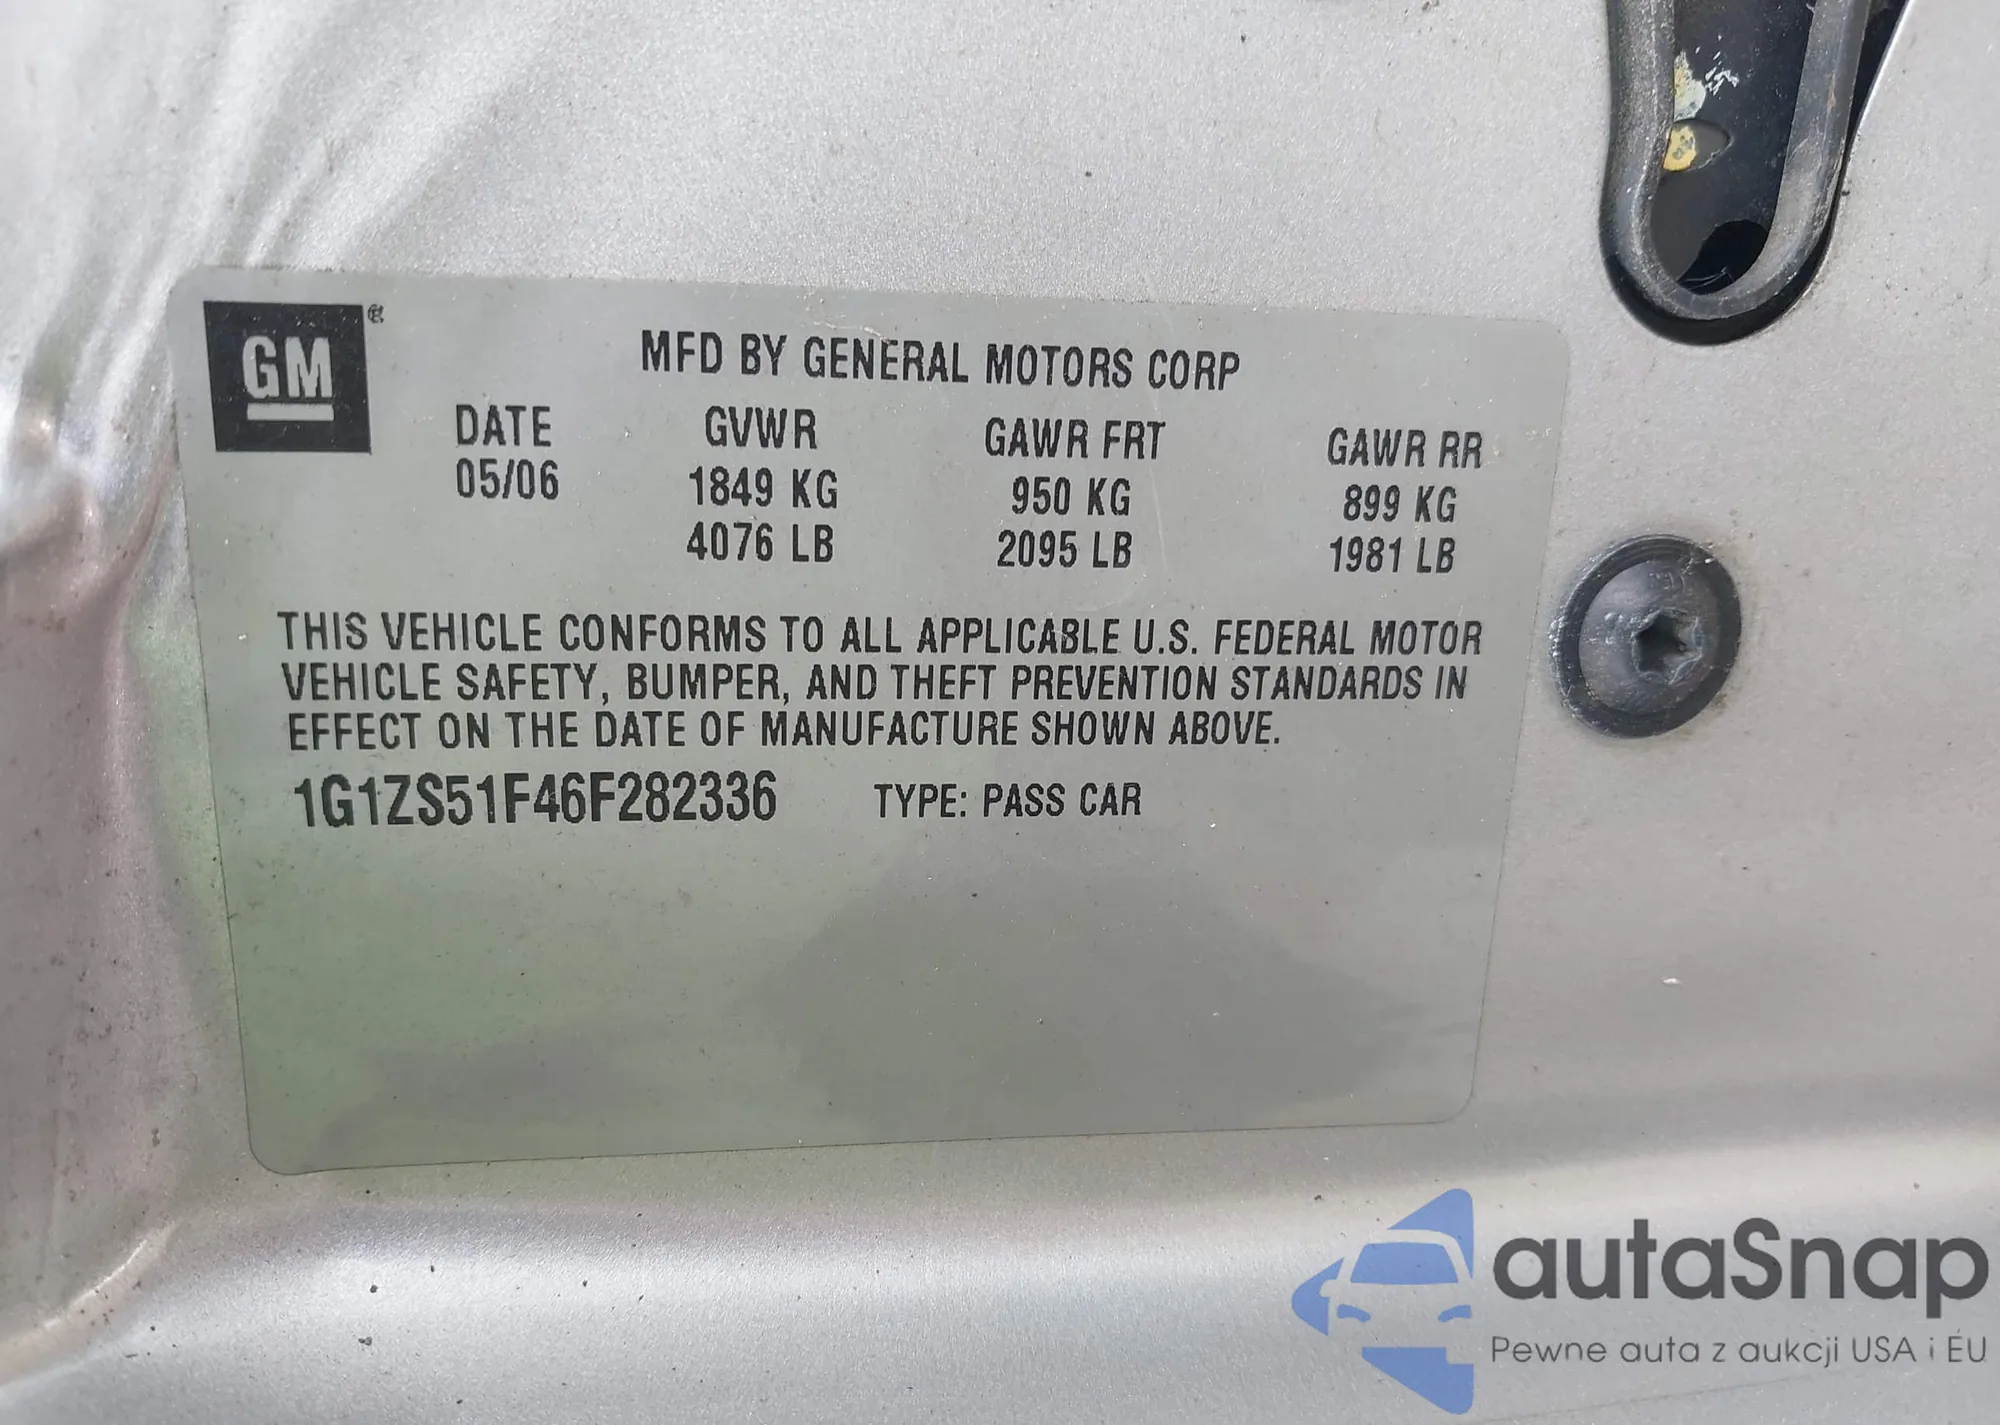 GM ®
MFD BY GENERAL MOTORS CORP
DATE GVWR GAWR FRT GAWR RR
05/06 1849 KG 950 KG 899 KG
4076 LB 2095 LB 1981 LB
THIS VEHICLE CONFORMS TO ALL APPLICABLE U.S. FEDERAL MOTOR
VEHICLE SAFETY, BUMPER, AND THEFT PREVENTION STANDARDS IN
EFFECT ON THE DATE OF MANUFACTURE SHOWN ABOVE.
1G1ZS51F46F282336 TYPE: PASS CAR
autaSnap
Pewne auta z aukcji USA i EU